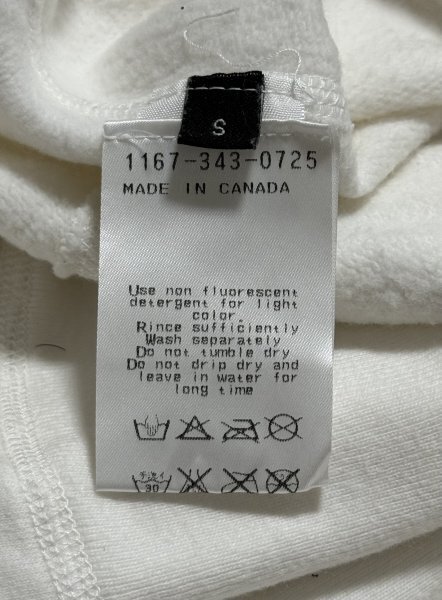 S
1167-343-0725
MADE IN CANADA
Use non fluorescent
detergent for light
color.
Rince sufficiently
Wash separately
Do not tumble dry
Do not drip dry and
leave in water for
long time
30